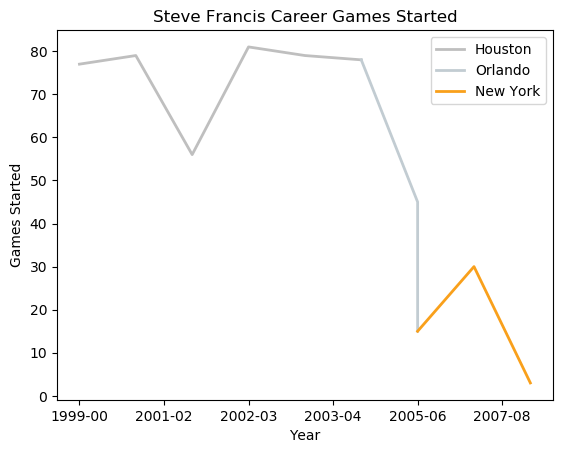 Steve Francis Career Games Started
Houston
Orlando
New York
80
70
60
50
40
30
20
10
0
Games Started
1999-00 2001-02 2002-03 2003-04 2005-06 2007-08
Year